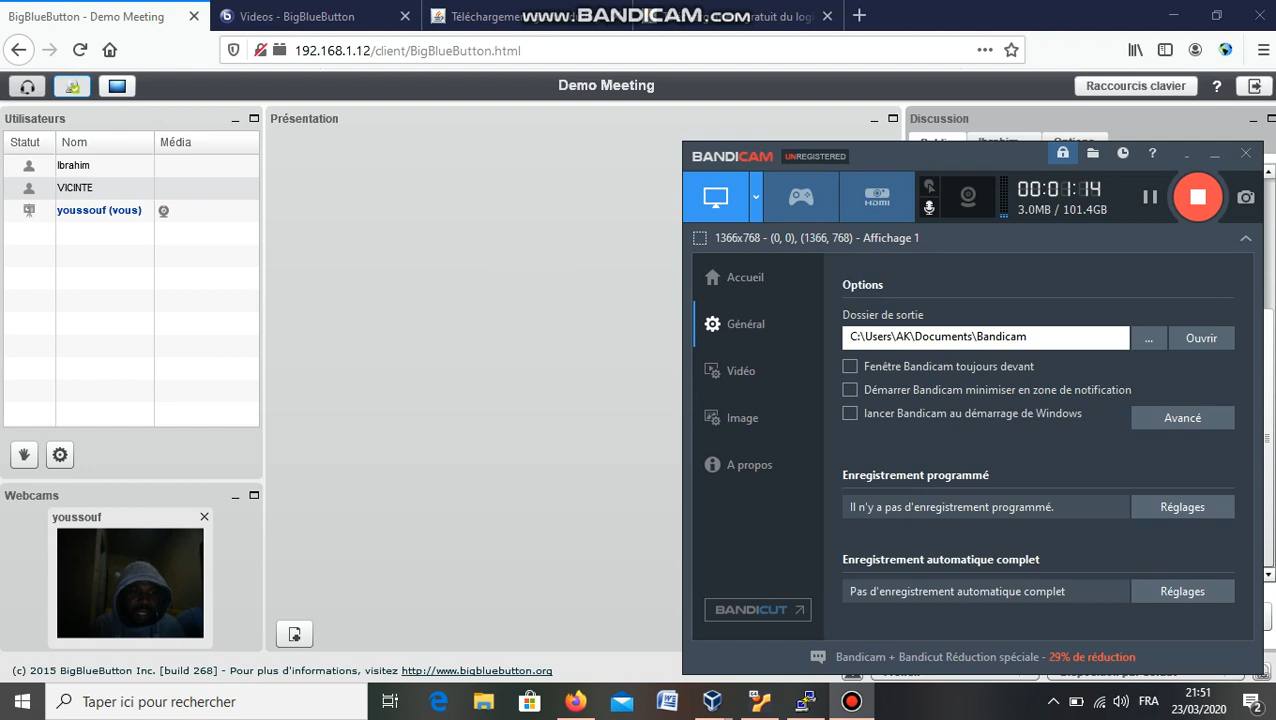 BigBlueButton - Demo Meeting
Videos - BigBlueButton
Téléchargemen
ratuit du logi
www.BANDICAM.com
192.168.1.12/client/BigBlueButton.html
Demo Meeting
Raccourcis clavier
?
Utilisateurs
Statut Nom Média
Ibrahim
VICINTE
youssouf (vous)
Webcams
youssouf
Présentation
Discussion
Ibrahim
Options
BANDICAM UNREGISTERED
?
HDMI
00:01:14
3.0MB / 101.4GB
1366x768 - (0, 0), (1366, 768) - Affichage 1
Accueil
Général
Vidéo
Image
A propos
BANDICUT
Options
Dossier de sortie
C:\Users\AK\Documents\Bandicam
...
Ouvrir
Fenêtre Bandicam toujours devant
Démarrer Bandicam minimiser en zone de notification
lancer Bandicam au démarrage de Windows
Avancé
Enregistrement programmé
Il n'y a pas d'enregistrement programmé.
Réglages
Enregistrement automatique complet
Pas d'enregistrement automatique complet
Réglages
Bandicam + Bandicut Réduction spéciale - 29% de réduction
(c) 2015 BigBlueButton Inc. [build 268] - Pour plus d'informations, visitez http://www.bigbluebutton.org
Taper ici pour rechercher
FRA
21:51
23/03/2020
2